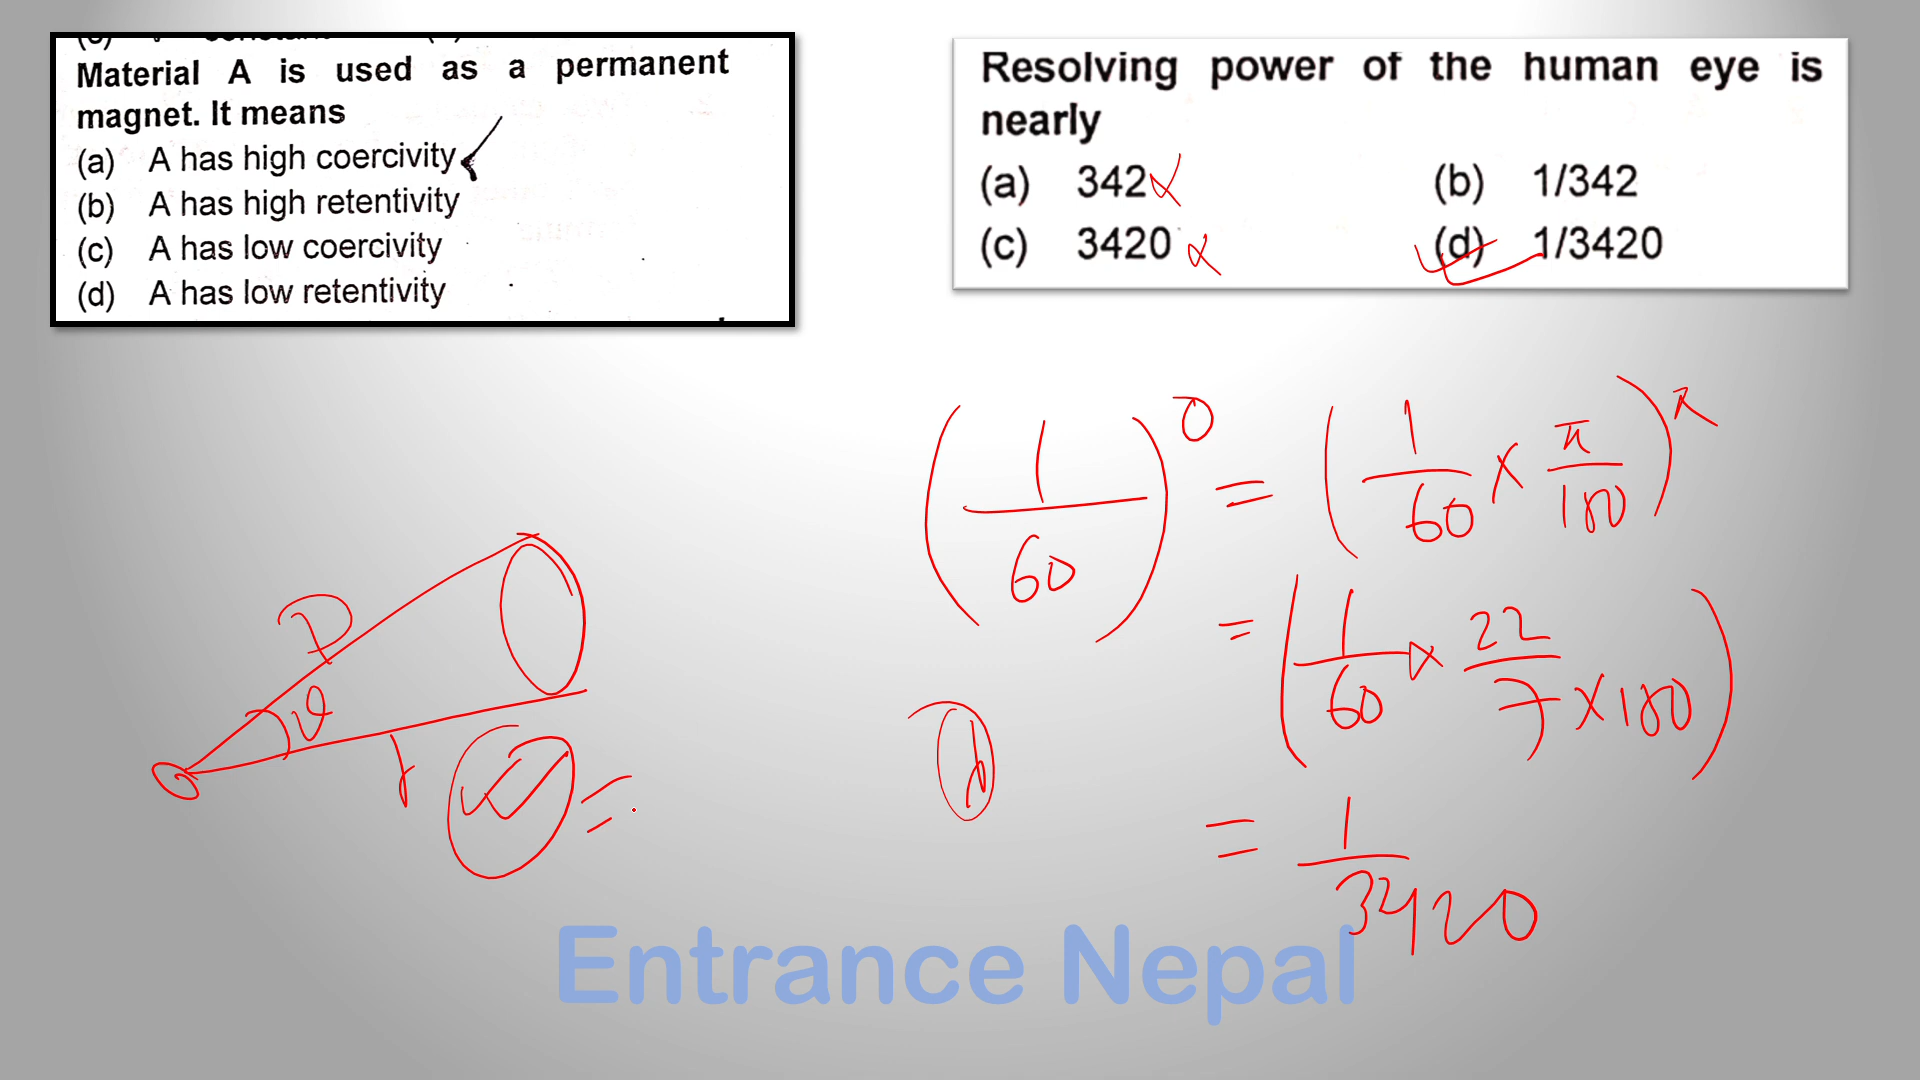 Material A is used as a permanent
magnet. It means
(a) A has high coercivity
(b) A has high retentivity
(c) A has low coercivity
(d) A has low retentivity
Resolving power of the human eye is
nearly
(a) 342 (b) 1/342
(c) 3420 (d) 1/3420
(1/60)^0 = (1/60 × π/180)
= (1/60 × 22/7×180)
= 1/3420
D
θ
r
Entrance Nepal